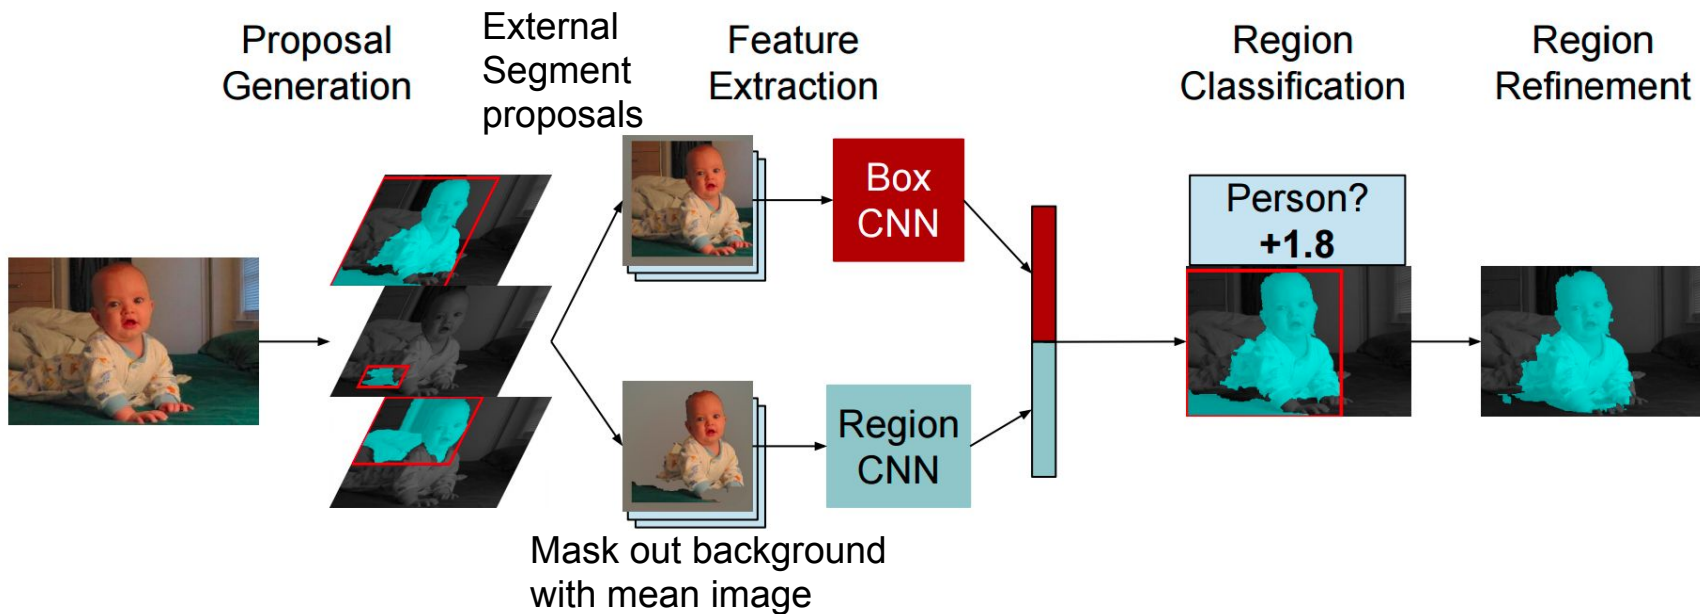 Proposal
Generation
External
Segment
proposals
Feature
Extraction
Region
Classification
Region
Refinement
Box
CNN
Person?
+1.8
Region
CNN
Mask out background
with mean image